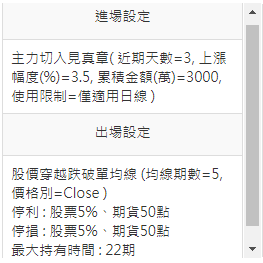 進場設定
主力切入見真章( 近期天數=3, 上漲
幅度(%)=3.5, 累積金額(萬)=3000,
使用限制=僅適用日線 )
出場設定
股價穿越跌破單均線 (均線期數=5,
價格別=Close )
停利 : 股票5%、期貨50點
停損 : 股票5%、期貨50點
最大持有時間 : 22期